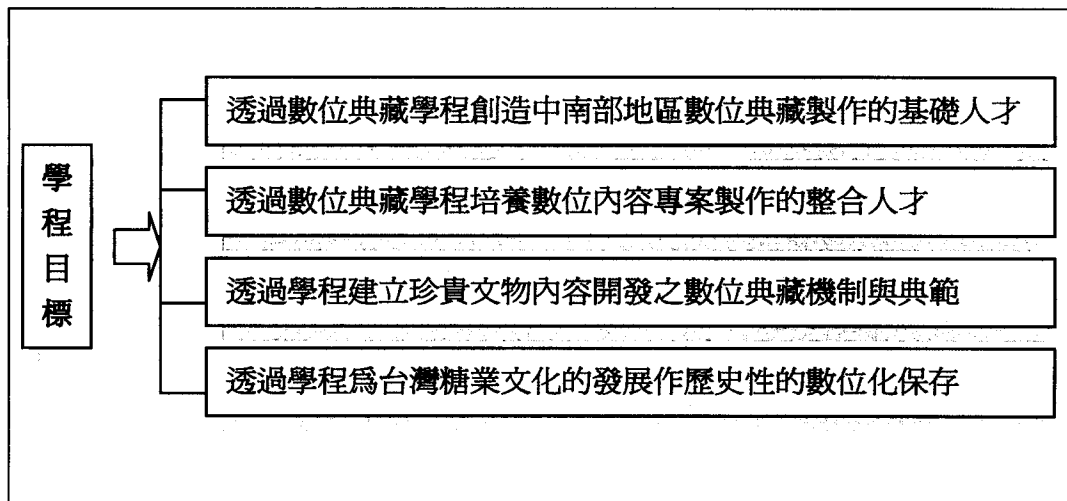 學程目標
透過數位典藏學程創造中南部地區數位典藏製作的基礎人才
透過數位典藏學程培養數位內容專案製作的整合人才
透過學程建立珍貴文物內容開發之數位典藏機制與典範
透過學程爲台灣糖業文化的發展作歷史性的數位化保存